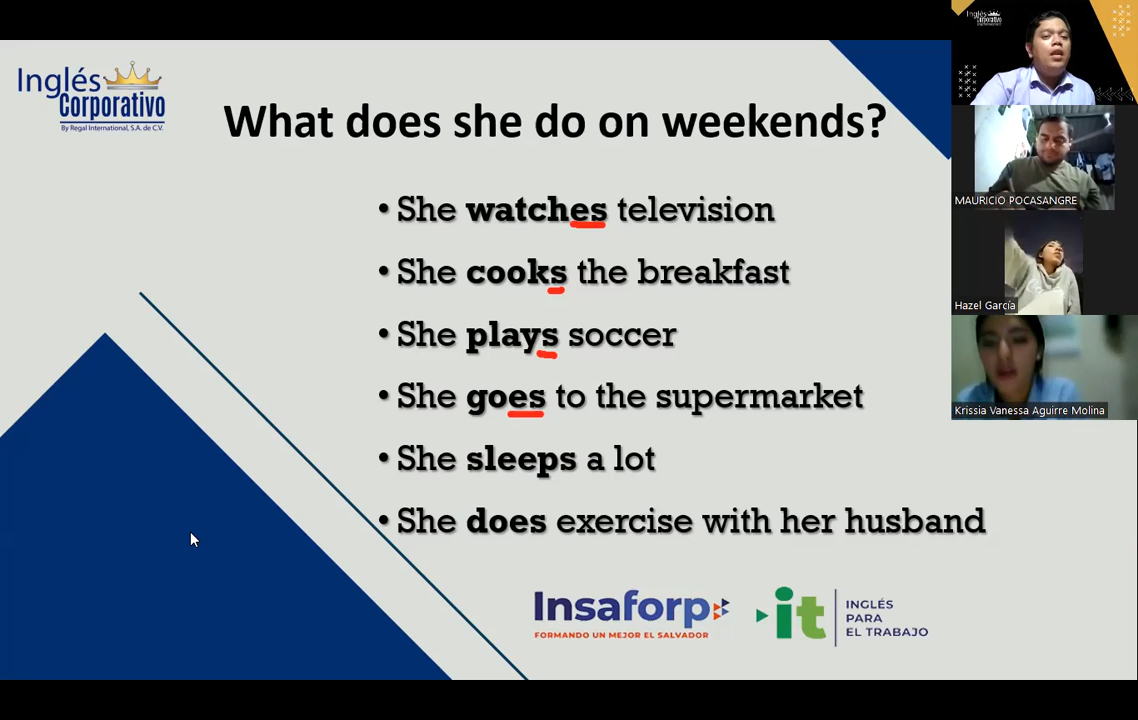 Inglés
Corporativo
By Regal International, S.A. de C.V.
What does she do on weekends?
• She watches television
• She cooks the breakfast
• She plays soccer
• She goes to the supermarket
• She sleeps a lot
• She does exercise with her husband
Insaforp
FORMANDO UN MEJOR EL SALVADOR
it
INGLÉS
PARA
EL TRABAJO
Inglés
Corporativo
MAURICIO POCASANGRE
Hazel García
Krissia Vanessa Aguirre Molina